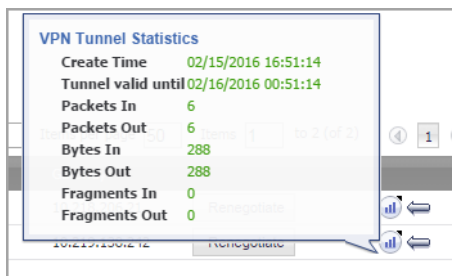 VPN Tunnel Statistics
Create Time 02/15/2016 16:51:14
Tunnel valid until 02/16/2016 00:51:14
Packets In 6
Packets Out 6
Bytes In 288
Bytes Out 288
Fragments In 0
Fragments Out 0
Items 1 to 2 (of 2) 1
Renegotiate
Renegotiate